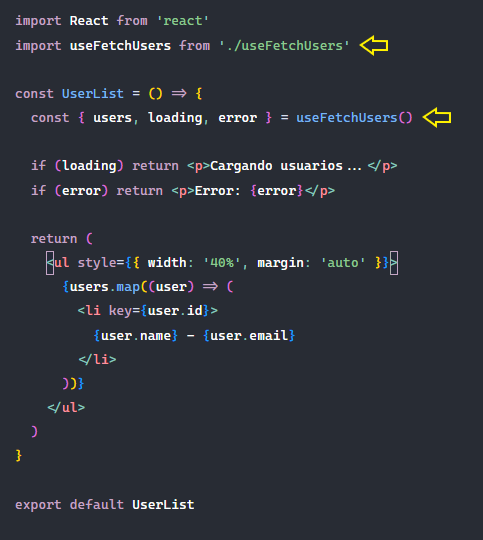 import React from 'react'
import useFetchUsers from './useFetchUsers'
const UserList = () => {
const { users, loading, error } = useFetchUsers()
if (loading) return <p>Cargando usuarios...</p>
if (error) return <p>Error: {error}</p>
return (
<ul style={{ width: '40%', margin: 'auto' }}>
{users.map((user) => (
<li key={user.id}>
{user.name} - {user.email}
</li>
))}
</ul>
)
}
export default UserList